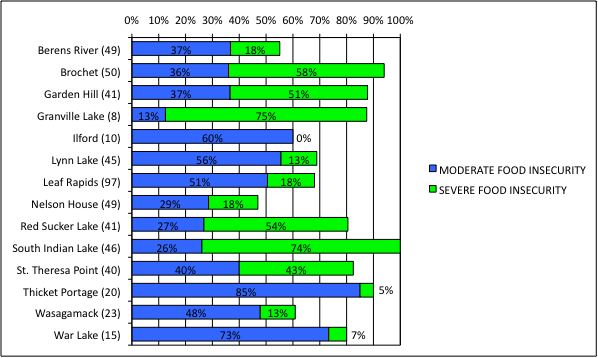 0% 10% 20% 30% 40% 50% 60% 70% 80% 90% 100%
Berens River (49) 37% 18%
Brochet (50) 36% 58%
Garden Hill (41) 37% 51%
Granville Lake (8) 13% 75%
Ilford (10) 60% 0%
Lynn Lake (45) 56% 13%
Leaf Rapids (97) 51% 18%
Nelson House (49) 29% 18%
Red Sucker Lake (41) 27% 54%
South Indian Lake (46) 26% 74%
St. Theresa Point (40) 40% 43%
Thicket Portage (20) 85% 5%
Wasagamack (23) 48% 13%
War Lake (15) 73% 7%
MODERATE FOOD INSECURITY
SEVERE FOOD INSECURITY